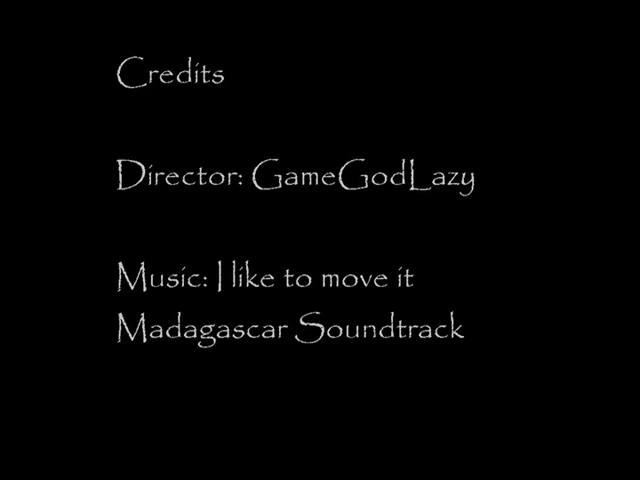 Credits
Director: GameGodLazy
Music: I like to move it
Madagascar Soundtrack